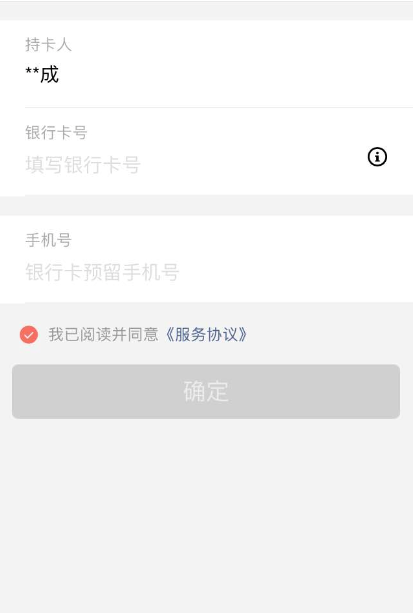 持卡人
**成
银行卡号
填写银行卡号
手机号
银行卡预留手机号
我已阅读并同意《服务协议》
确定